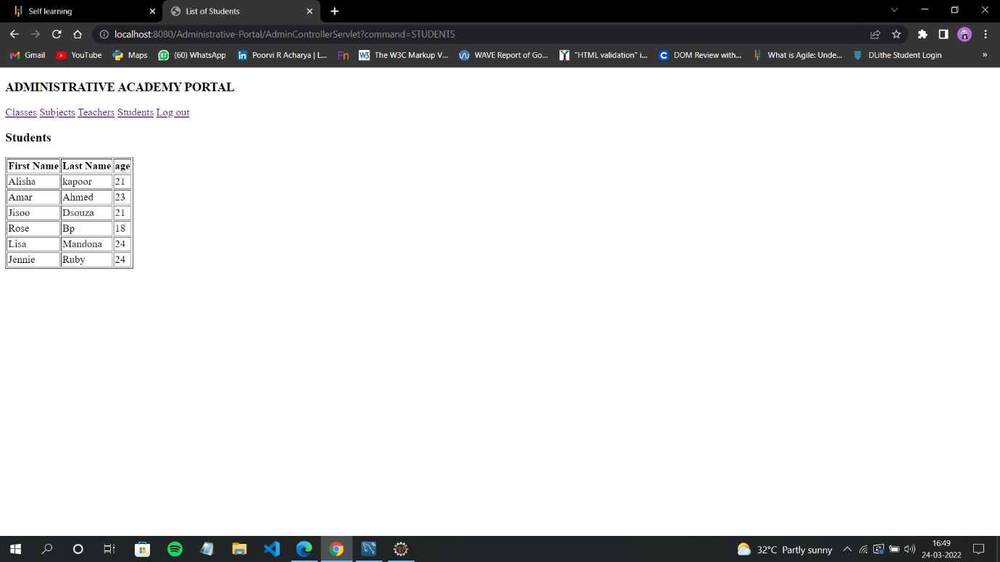 Self learning
List of Students
localhost:8080/Administrative-Portal/AdminControllerServlet?command=STUDENTS
Gmail YouTube Maps (60) WhatsApp Poorvi R Acharya | L... Fn The W3C Markup V... WAVE Report of Go... "HTML validation" i... DOM Review with... What is Agile: Unde... DLithe Student Login »
ADMINISTRATIVE ACADEMY PORTAL
Classes Subjects Teachers Students Log out
Students
First Name Last Name age
Alisha kapoor 21
Amar Ahmed 23
Jisoo Dsouza 21
Rose Bp 18
Lisa Mandona 24
Jennie Ruby 24
32°C Partly sunny
16:49
24-03-2022